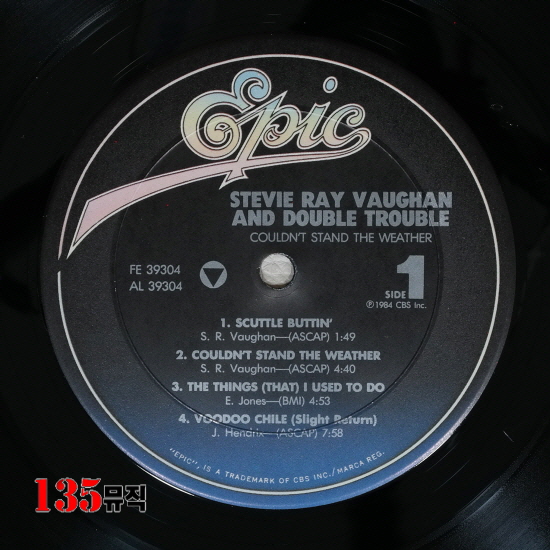 Epic
STEVIE RAY VAUGHAN
AND DOUBLE TROUBLE
COULDN'T STAND THE WEATHER
FE 39304
AL 39304
SIDE 1
℗1984 CBS Inc.
1. SCUTTLE BUTTIN'
S. R. Vaughan—(ASCAP) 1:49
2. COULDN'T STAND THE WEATHER
S. R. Vaughan—(ASCAP) 4:40
3. THE THINGS (THAT) I USED TO DO
E. Jones—(BMI) 4:53
4. VOODOO CHILE (Slight Return)
J. Hendrix—(ASCAP) 7:58
"EPIC", IS A TRADEMARK OF CBS INC./MARCA REG.
135뮤직